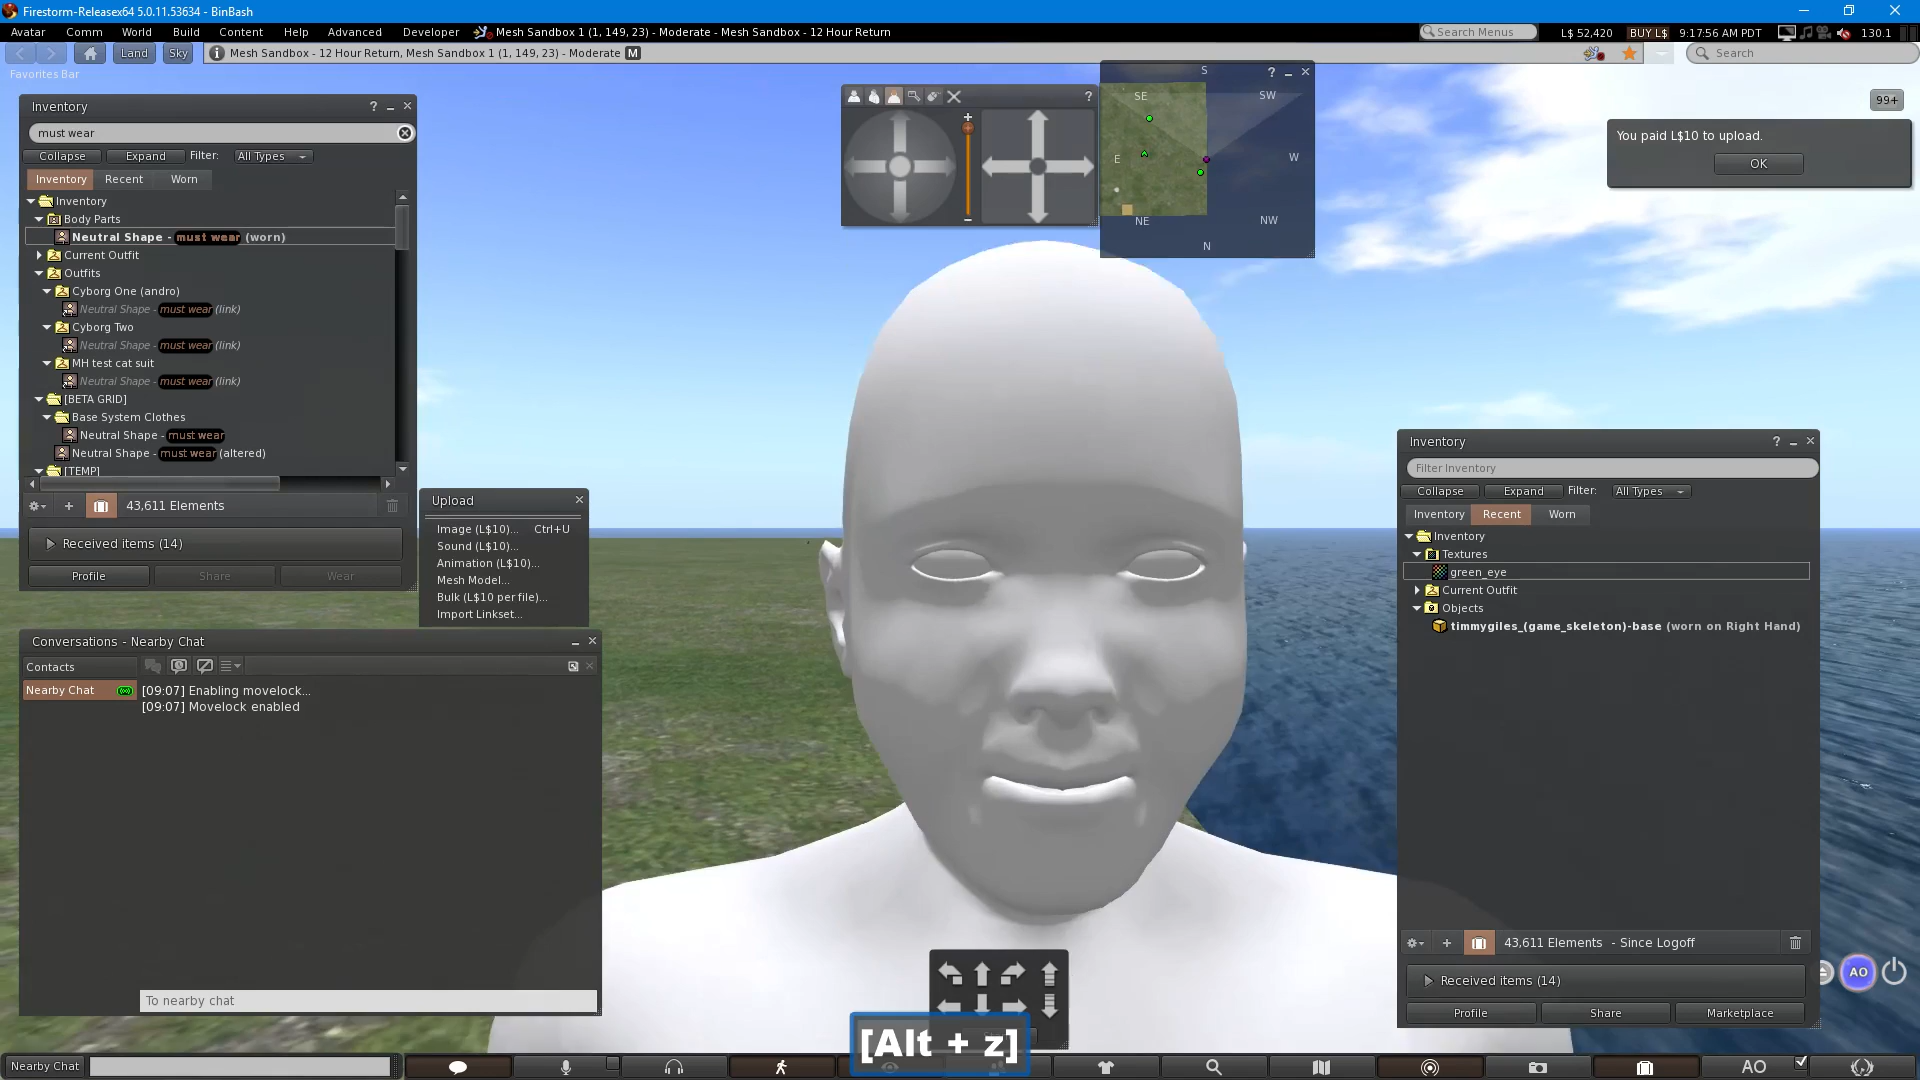 Firestorm-Releasex64 5.0.11.53634 - BinBash
Avatar Comm World Build Content Help Advanced Developer Mesh Sandbox 1 (1, 149, 23) - Moderate - Mesh Sandbox - 12 Hour Return Search Menus L$ 52,420 BUY L$ 9:17:56 AM PDT 130.1
Land Sky Mesh Sandbox - 12 Hour Return, Mesh Sandbox 1 (1, 149, 23) - Moderate M Search
Favorites Bar
Inventory ? _ ×
must wear
Collapse Expand Filter: All Types
Inventory Recent Worn
Inventory
Body Parts
Neutral Shape - must wear (worn)
Current Outfit
Outfits
Cyborg One (andro)
Neutral Shape - must wear (link)
Cyborg Two
Neutral Shape - must wear (link)
MH test cat suit
Neutral Shape - must wear (link)
[BETA GRID]
Base System Clothes
Neutral Shape - must wear
Neutral Shape - must wear (altered)
[TEMP]
43,611 Elements
Received items (14)
Profile Share Wear
Upload
Image (L$10)... Ctrl+U
Sound (L$10)...
Animation (L$10)...
Mesh Model...
Bulk (L$10 per file)...
Import Linkset...
Conversations - Nearby Chat
Contacts
Nearby Chat
[09:07] Enabling movelock...
[09:07] Movelock enabled
To nearby chat
?
S
SE SW
E W
NE NW
N
99+
You paid L$10 to upload.
OK
Inventory
Filter Inventory
Collapse Expand Filter: All Types
Inventory Recent Worn
Inventory
Textures
green_eye
Current Outfit
Objects
timmygiles_(game_skeleton)-base (worn on Right Hand)
43,611 Elements - Since Logoff
Received items (14)
Profile Share Marketplace
AO
[Alt + z]
Nearby Chat AO